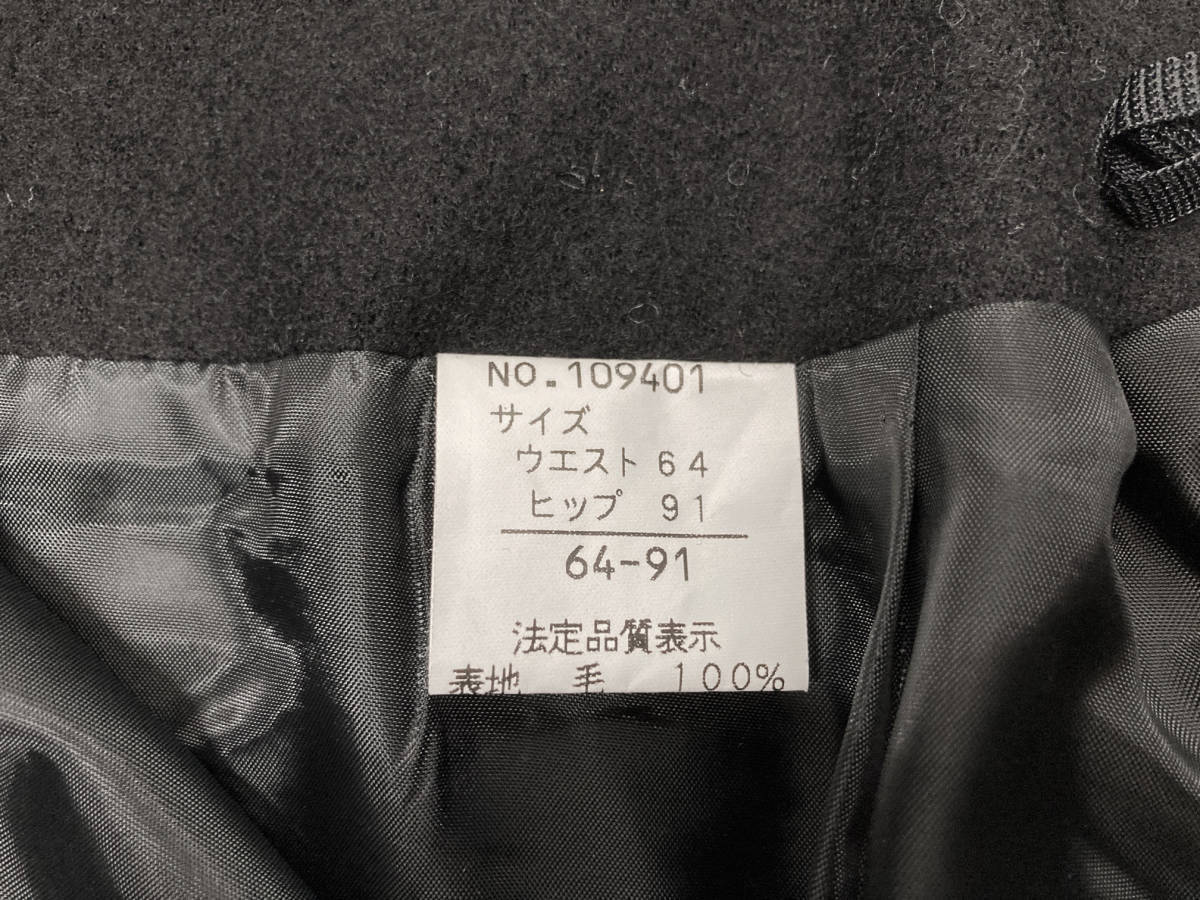 NO.109401
サイズ
ウエスト 64
ヒップ 91
64-91
法定品質表示
表地 毛 100%